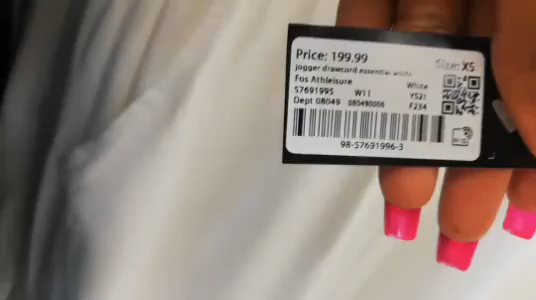 Price: 199.99
Size: XS
jogger drawcord essential white
Fos Athleisure
White
57691995 W11 YS21
Dept 08049 080490006 F234
98-57691996-3